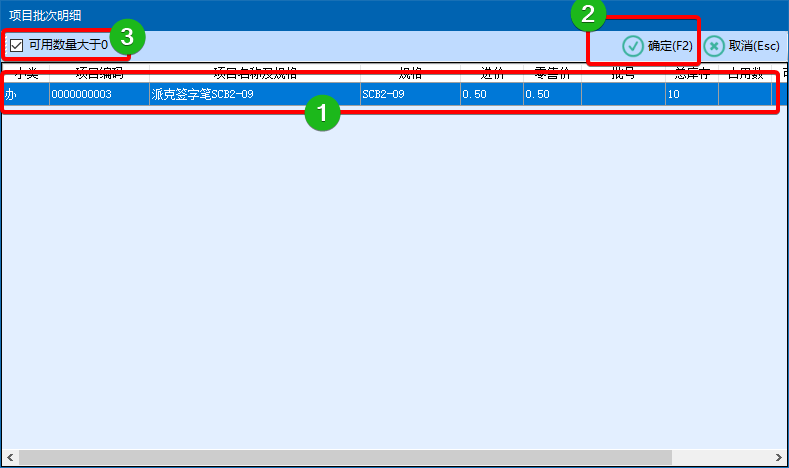 项目批次明细
2
3
可用数量大于0
确定(F2)
取消(Esc)
小类 项目编码 项目名称及规格 规格 进价 零售价 批号 总库存 占用数 可
办 0000000003 派克签字笔SCB2-09 SCB2-09 0.50 0.50 10
1